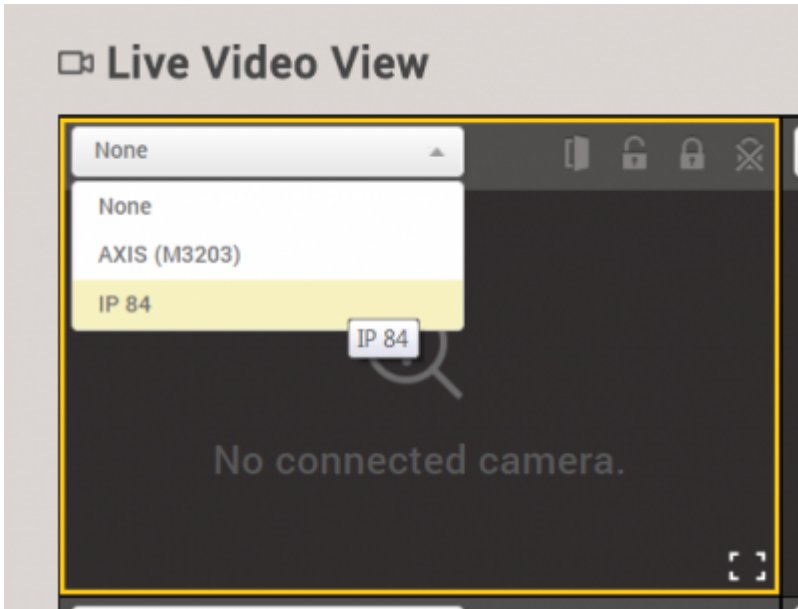 Live Video View
None
None
AXIS (M3203)
IP 84
IP 84
No connected camera.